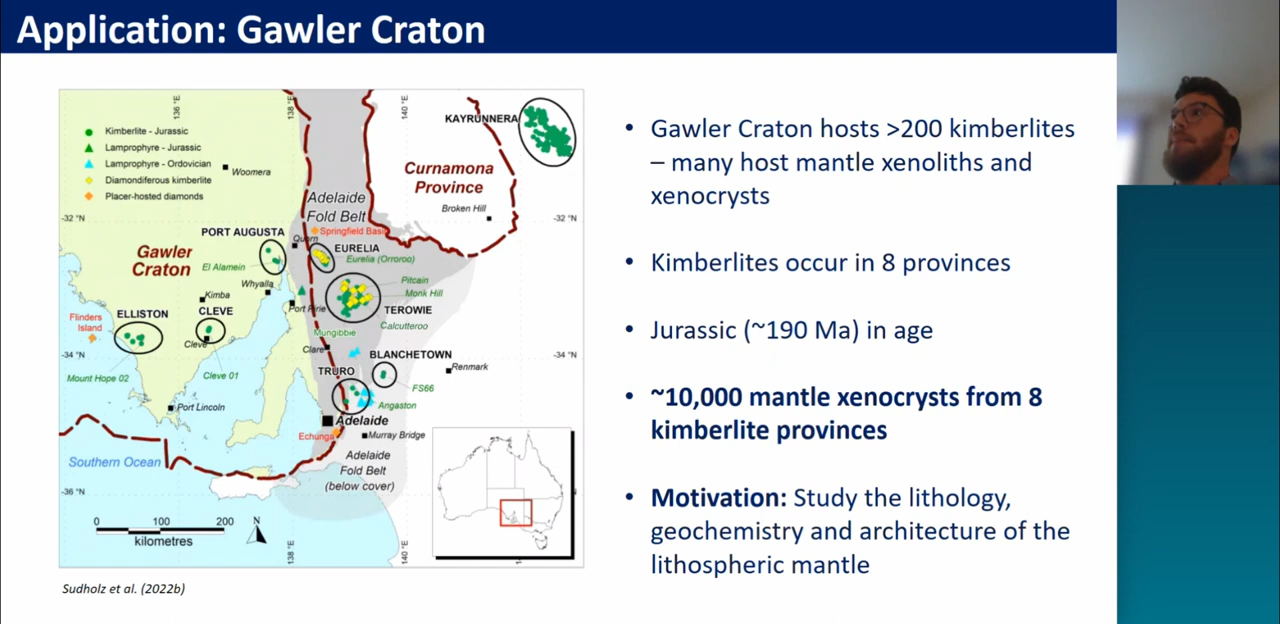 Application: Gawler Craton
136 °E
138 °E
140 °E
Kimberlite - Jurassic
Lamprophyre - Jurassic
Lamprophyre - Ordovician
Diamondiferous kimberlite
Placer-hosted diamonds
Woomera
KAYRUNNERA
Curnamona
Province
Broken Hill
-32 °N
-32 °N
Adelaide
Fold Belt
Springfield Basin
PORT AUGUSTA
Quorn
EURELIA
Eurelia (Orroroo)
Gawler
Craton
El Alamein
Whyalla
Pitcairn
Monk Hill
Kimba
Port Pirie
TEROWIE
Calcutteroo
ELLISTON
CLEVE
Flinders
Island
Cleve
Mungibbie
Clare
-34 °N
-34 °N
BLANCHETOWN
Renmark
TRURO
Mount Hope 02
Cleve 01
FS66
Angaston
Port Lincoln
Adelaide
Echunga
Murray Bridge
Southern Ocean
Adelaide
Fold Belt
(below cover)
-36 °N
0 100 200
kilometres
N
138 °E
140 °E
Sudholz et al. (2022b)
• Gawler Craton hosts >200 kimberlites
– many host mantle xenoliths and
xenocrysts
• Kimberlites occur in 8 provinces
• Jurassic (~190 Ma) in age
• ~10,000 mantle xenocrysts from 8
kimberlite provinces
• Motivation: Study the lithology,
geochemistry and architecture of the
lithospheric mantle